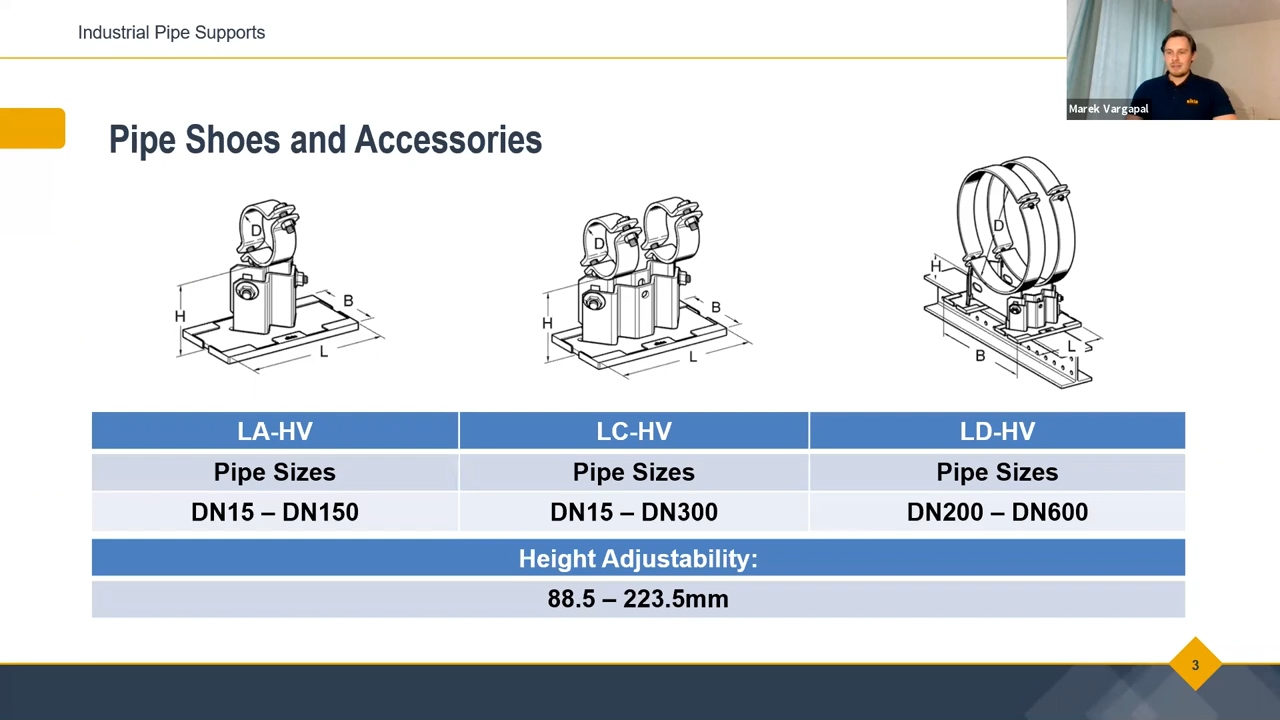 Industrial Pipe Supports
Marek Vargapal
Pipe Shoes and Accessories
D
H
B
L
D
H
B
L
D
H
B
L
LA-HV
LC-HV
LD-HV
Pipe Sizes
Pipe Sizes
Pipe Sizes
DN15 – DN150
DN15 – DN300
DN200 – DN600
Height Adjustability:
88.5 – 223.5mm
3